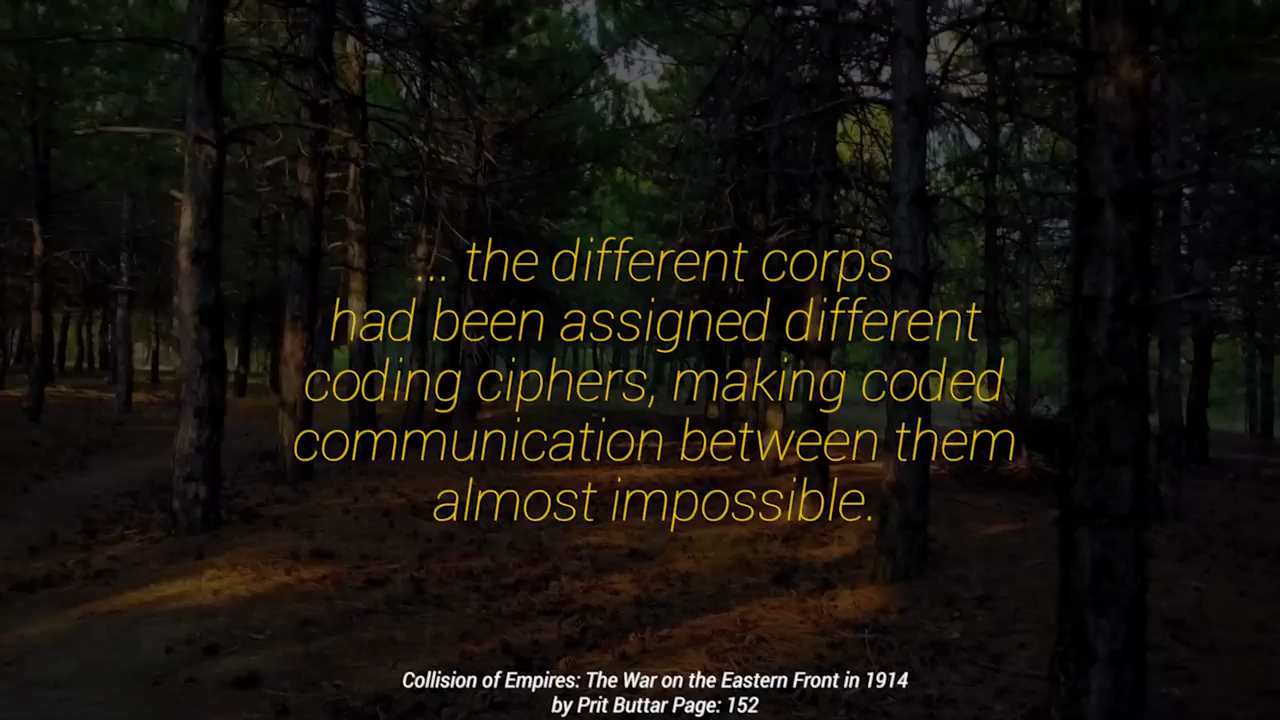 ... the different corps
had been assigned different
coding ciphers, making coded
communication between them
almost impossible.
Collision of Empires: The War on the Eastern Front in 1914
by Prit Buttar Page: 152